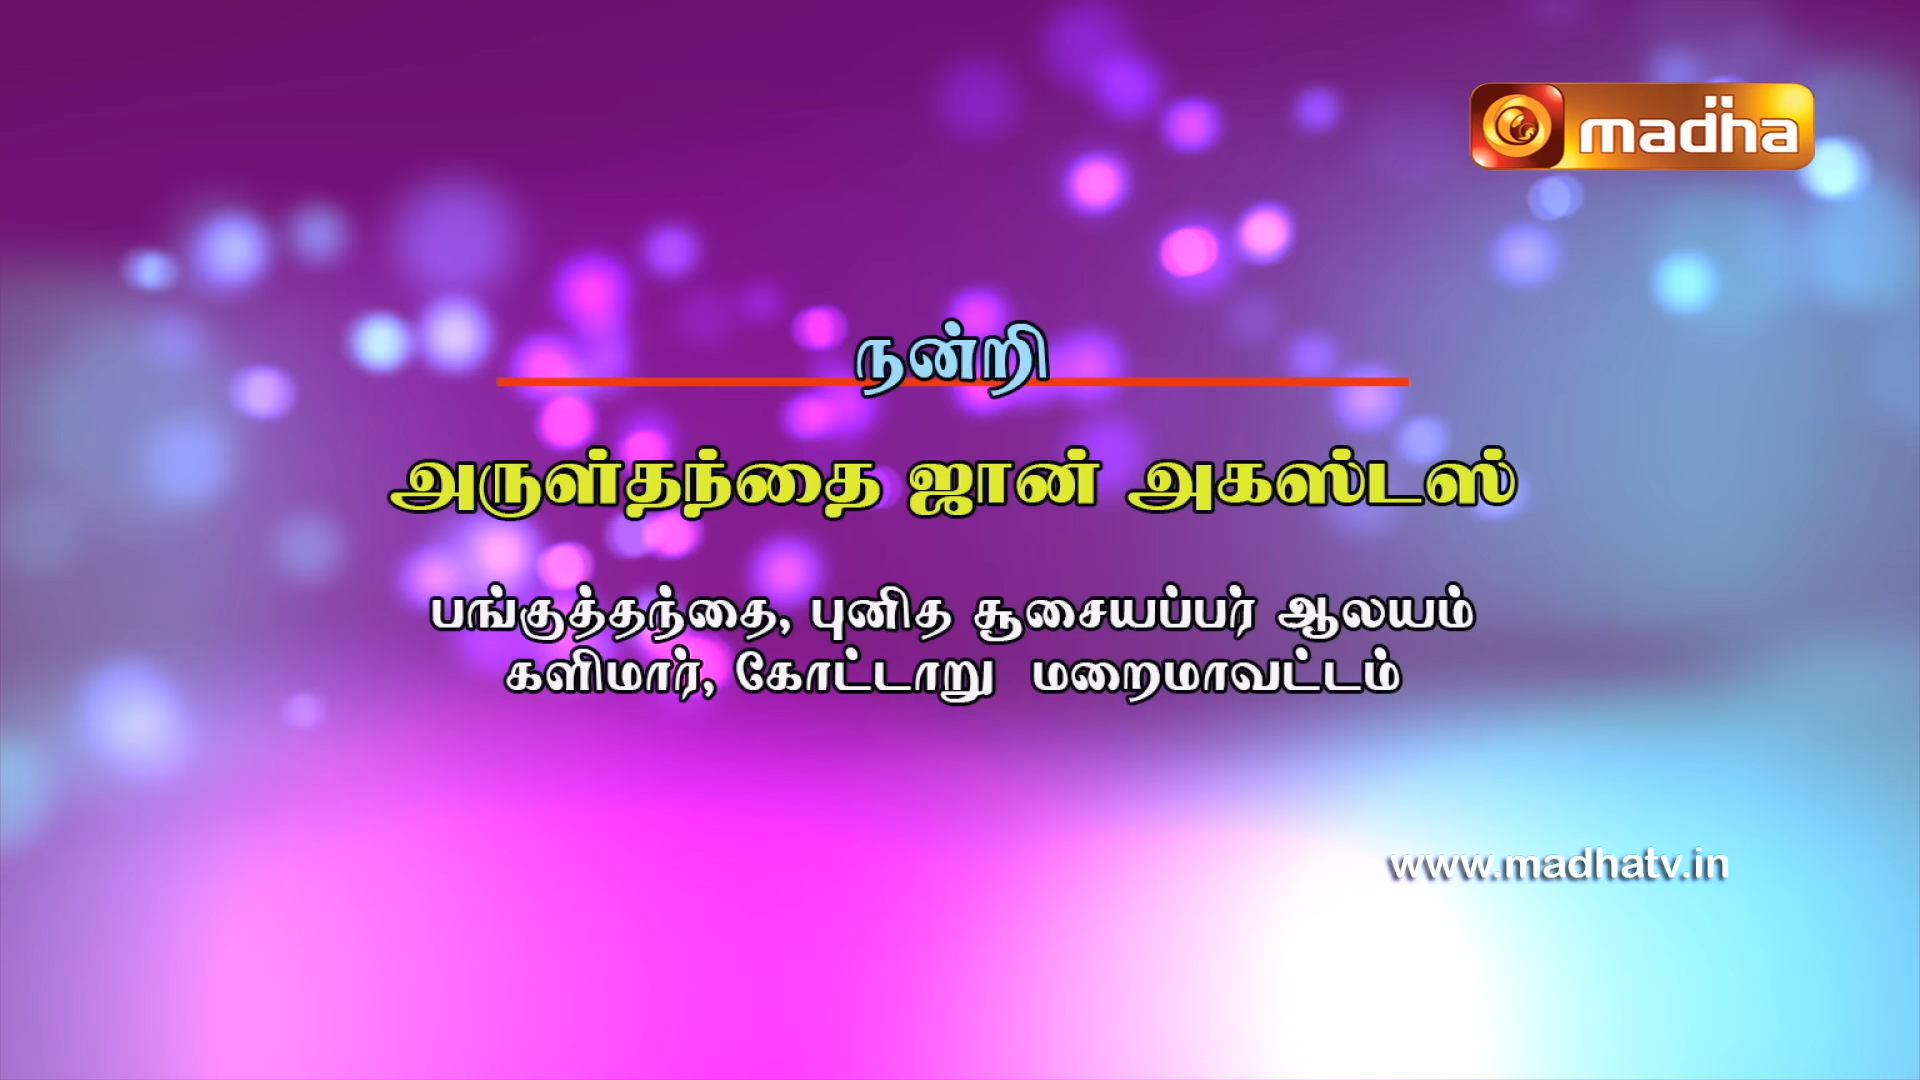 madha
நன்றி
அருள்தந்தை ஜான் அகஸ்டஸ்
பங்குத்தந்தை, புனித சூசையப்பர் ஆலயம்
களிமார், கோட்டாறு மறைமாவட்டம்
www.madhatv.in